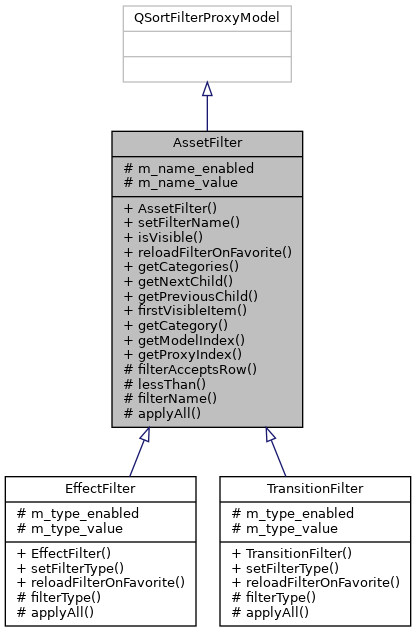 QSortFilterProxyModel
AssetFilter
# m_name_enabled
# m_name_value
+ AssetFilter()
+ setFilterName()
+ isVisible()
+ reloadFilterOnFavorite()
+ getCategories()
+ getNextChild()
+ getPreviousChild()
+ firstVisibleItem()
+ getCategory()
+ getModelIndex()
+ getProxyIndex()
# filterAcceptsRow()
# lessThan()
# filterName()
# applyAll()
EffectFilter
# m_type_enabled
# m_type_value
+ EffectFilter()
+ setFilterType()
+ reloadFilterOnFavorite()
# filterType()
# applyAll()
TransitionFilter
# m_type_enabled
# m_type_value
+ TransitionFilter()
+ setFilterType()
+ reloadFilterOnFavorite()
# filterType()
# applyAll()